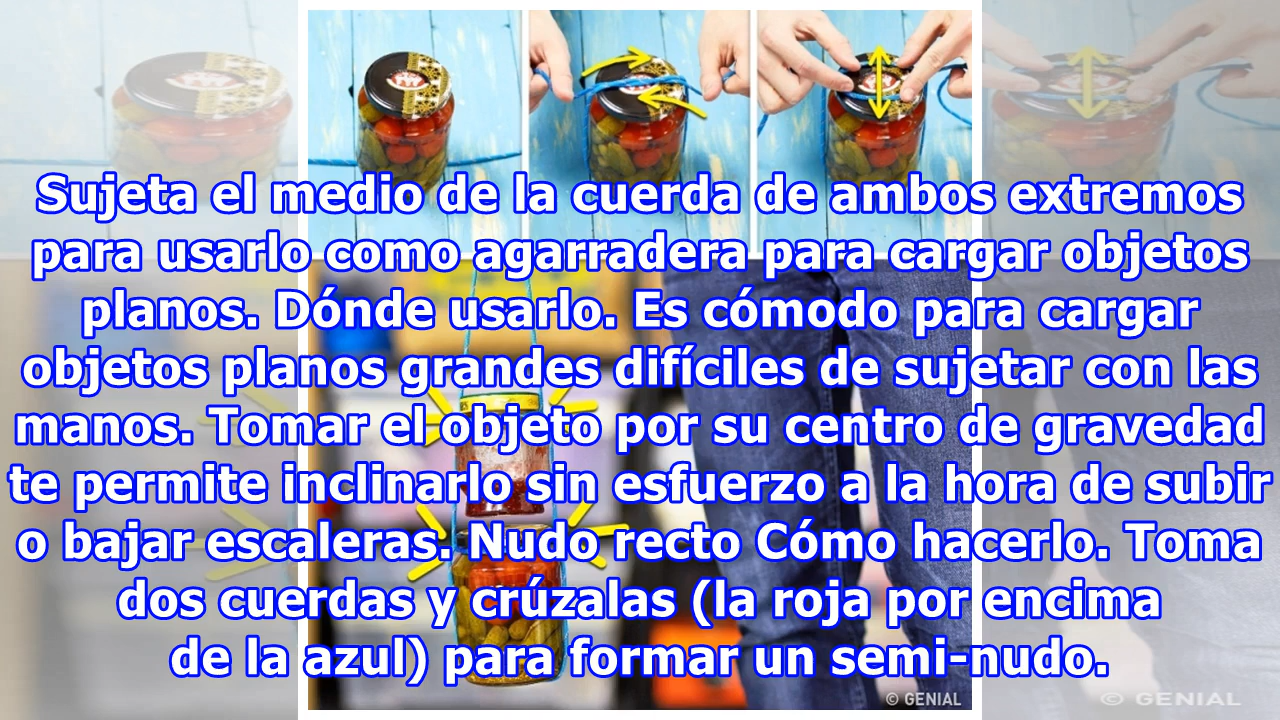 Sujeta el medio de la cuerda de ambos extremos
para usarlo como agarradera para cargar objetos
planos. Dónde usarlo. Es cómodo para cargar
objetos planos grandes difíciles de sujetar con las
manos. Tomar el objeto por su centro de gravedad
te permite inclinarlo sin esfuerzo a la hora de subir
o bajar escaleras. Nudo recto Cómo hacerlo. Toma
dos cuerdas y crúzalas (la roja por encima
de la azul) para formar un semi-nudo.
© GENIAL
© GENIAL